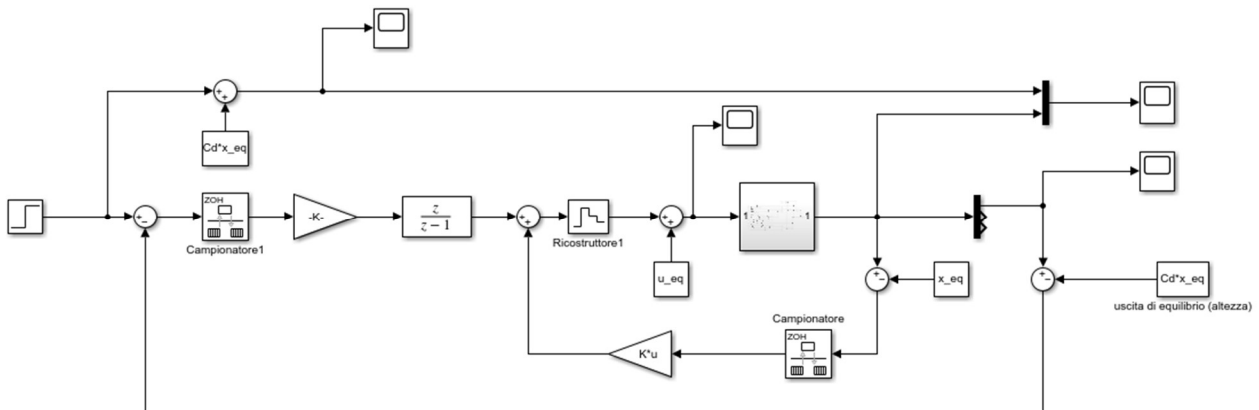 Cd*x_eq
ZOH
Campionatore1
-K-
z
z − 1
Ricostruttore1
u_eq
1
1
x_eq
Cd*x_eq
uscita di equilibrio (altezza)
Campionatore
ZOH
K*u